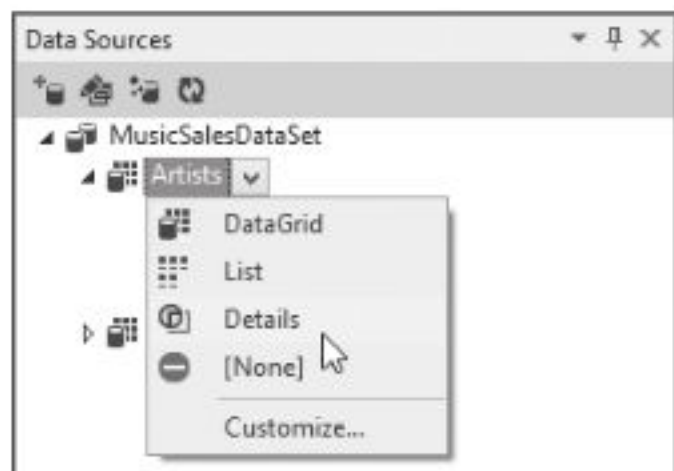 Data Sources
MusicSalesDataSet
Artists
DataGrid
List
Details
[None]
Customize...